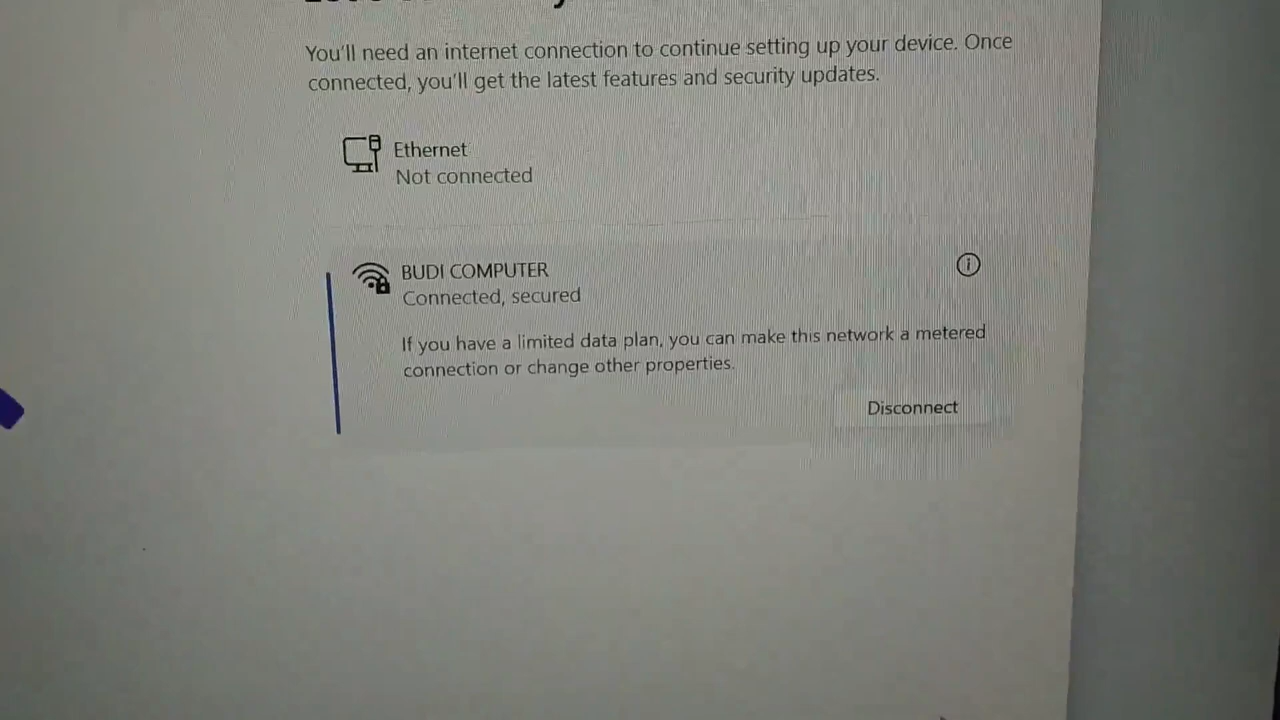 You'll need an internet connection to continue setting up your device. Once
connected, you'll get the latest features and security updates.
Ethernet
Not connected
BUDI COMPUTER
Connected, secured
If you have a limited data plan, you can make this network a metered
connection or change other properties.
Disconnect